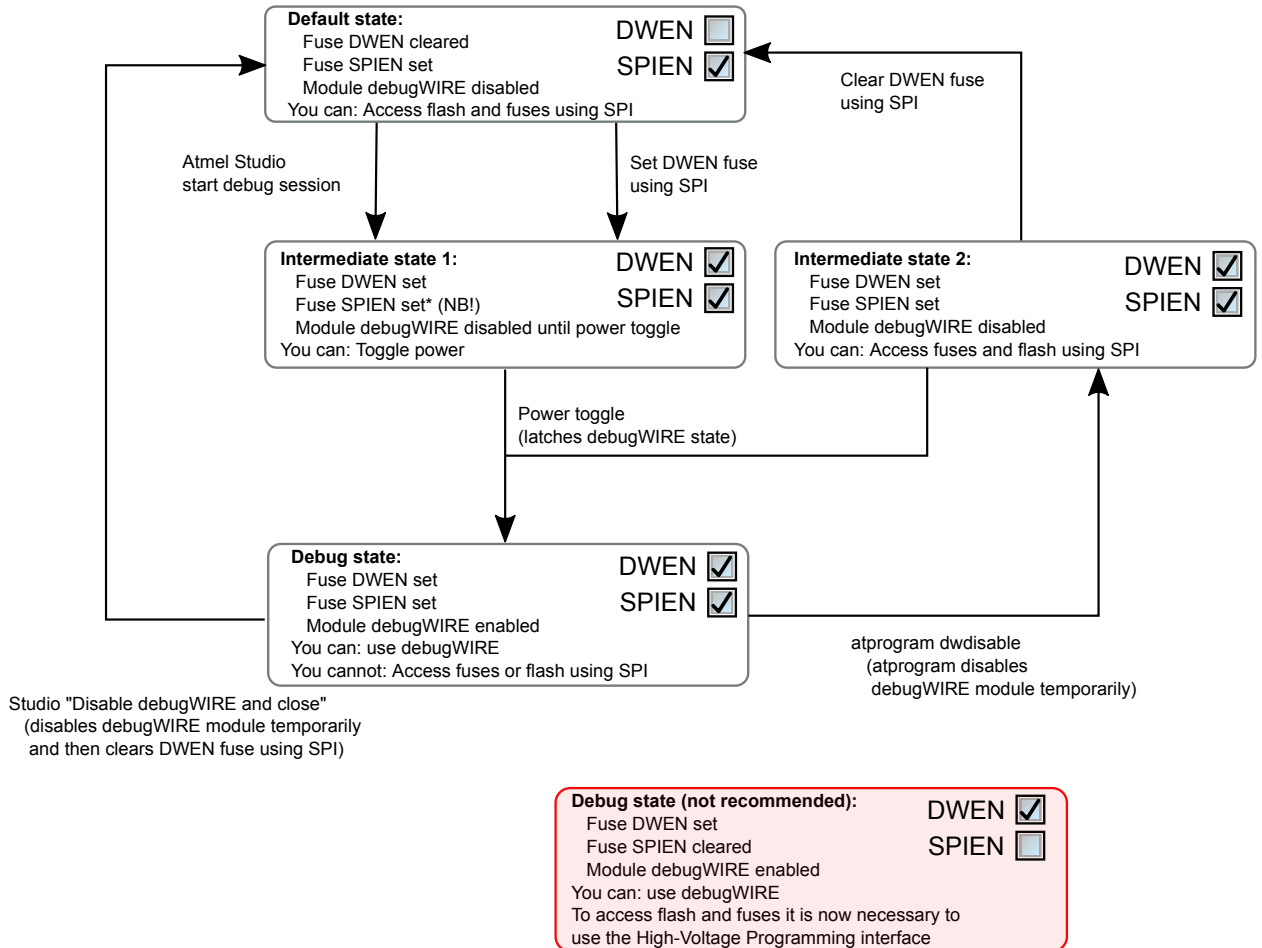 Default state:
Fuse DWEN cleared
Fuse SPIEN set
Module debugWIRE disabled
You can: Access flash and fuses using SPI
DWEN
SPIEN
Clear DWEN fuse
using SPI
Atmel Studio
start debug session
Set DWEN fuse
using SPI
Intermediate state 1:
Fuse DWEN set
Fuse SPIEN set* (NB!)
Module debugWIRE disabled until power toggle
You can: Toggle power
DWEN
SPIEN
Intermediate state 2:
Fuse DWEN set
Fuse SPIEN set
Module debugWIRE disabled
You can: Access fuses and flash using SPI
DWEN
SPIEN
Power toggle
(latches debugWIRE state)
Debug state:
Fuse DWEN set
Fuse SPIEN set
Module debugWIRE enabled
You can: use debugWIRE
You cannot: Access fuses or flash using SPI
DWEN
SPIEN
atprogram dwdisable
(atprogram disables
debugWIRE module temporarily)
Studio "Disable debugWIRE and close"
(disables debugWIRE module temporarily
and then clears DWEN fuse using SPI)
Debug state (not recommended):
Fuse DWEN set
Fuse SPIEN cleared
Module debugWIRE enabled
You can: use debugWIRE
To access flash and fuses it is now necessary to
use the High-Voltage Programming interface
DWEN
SPIEN